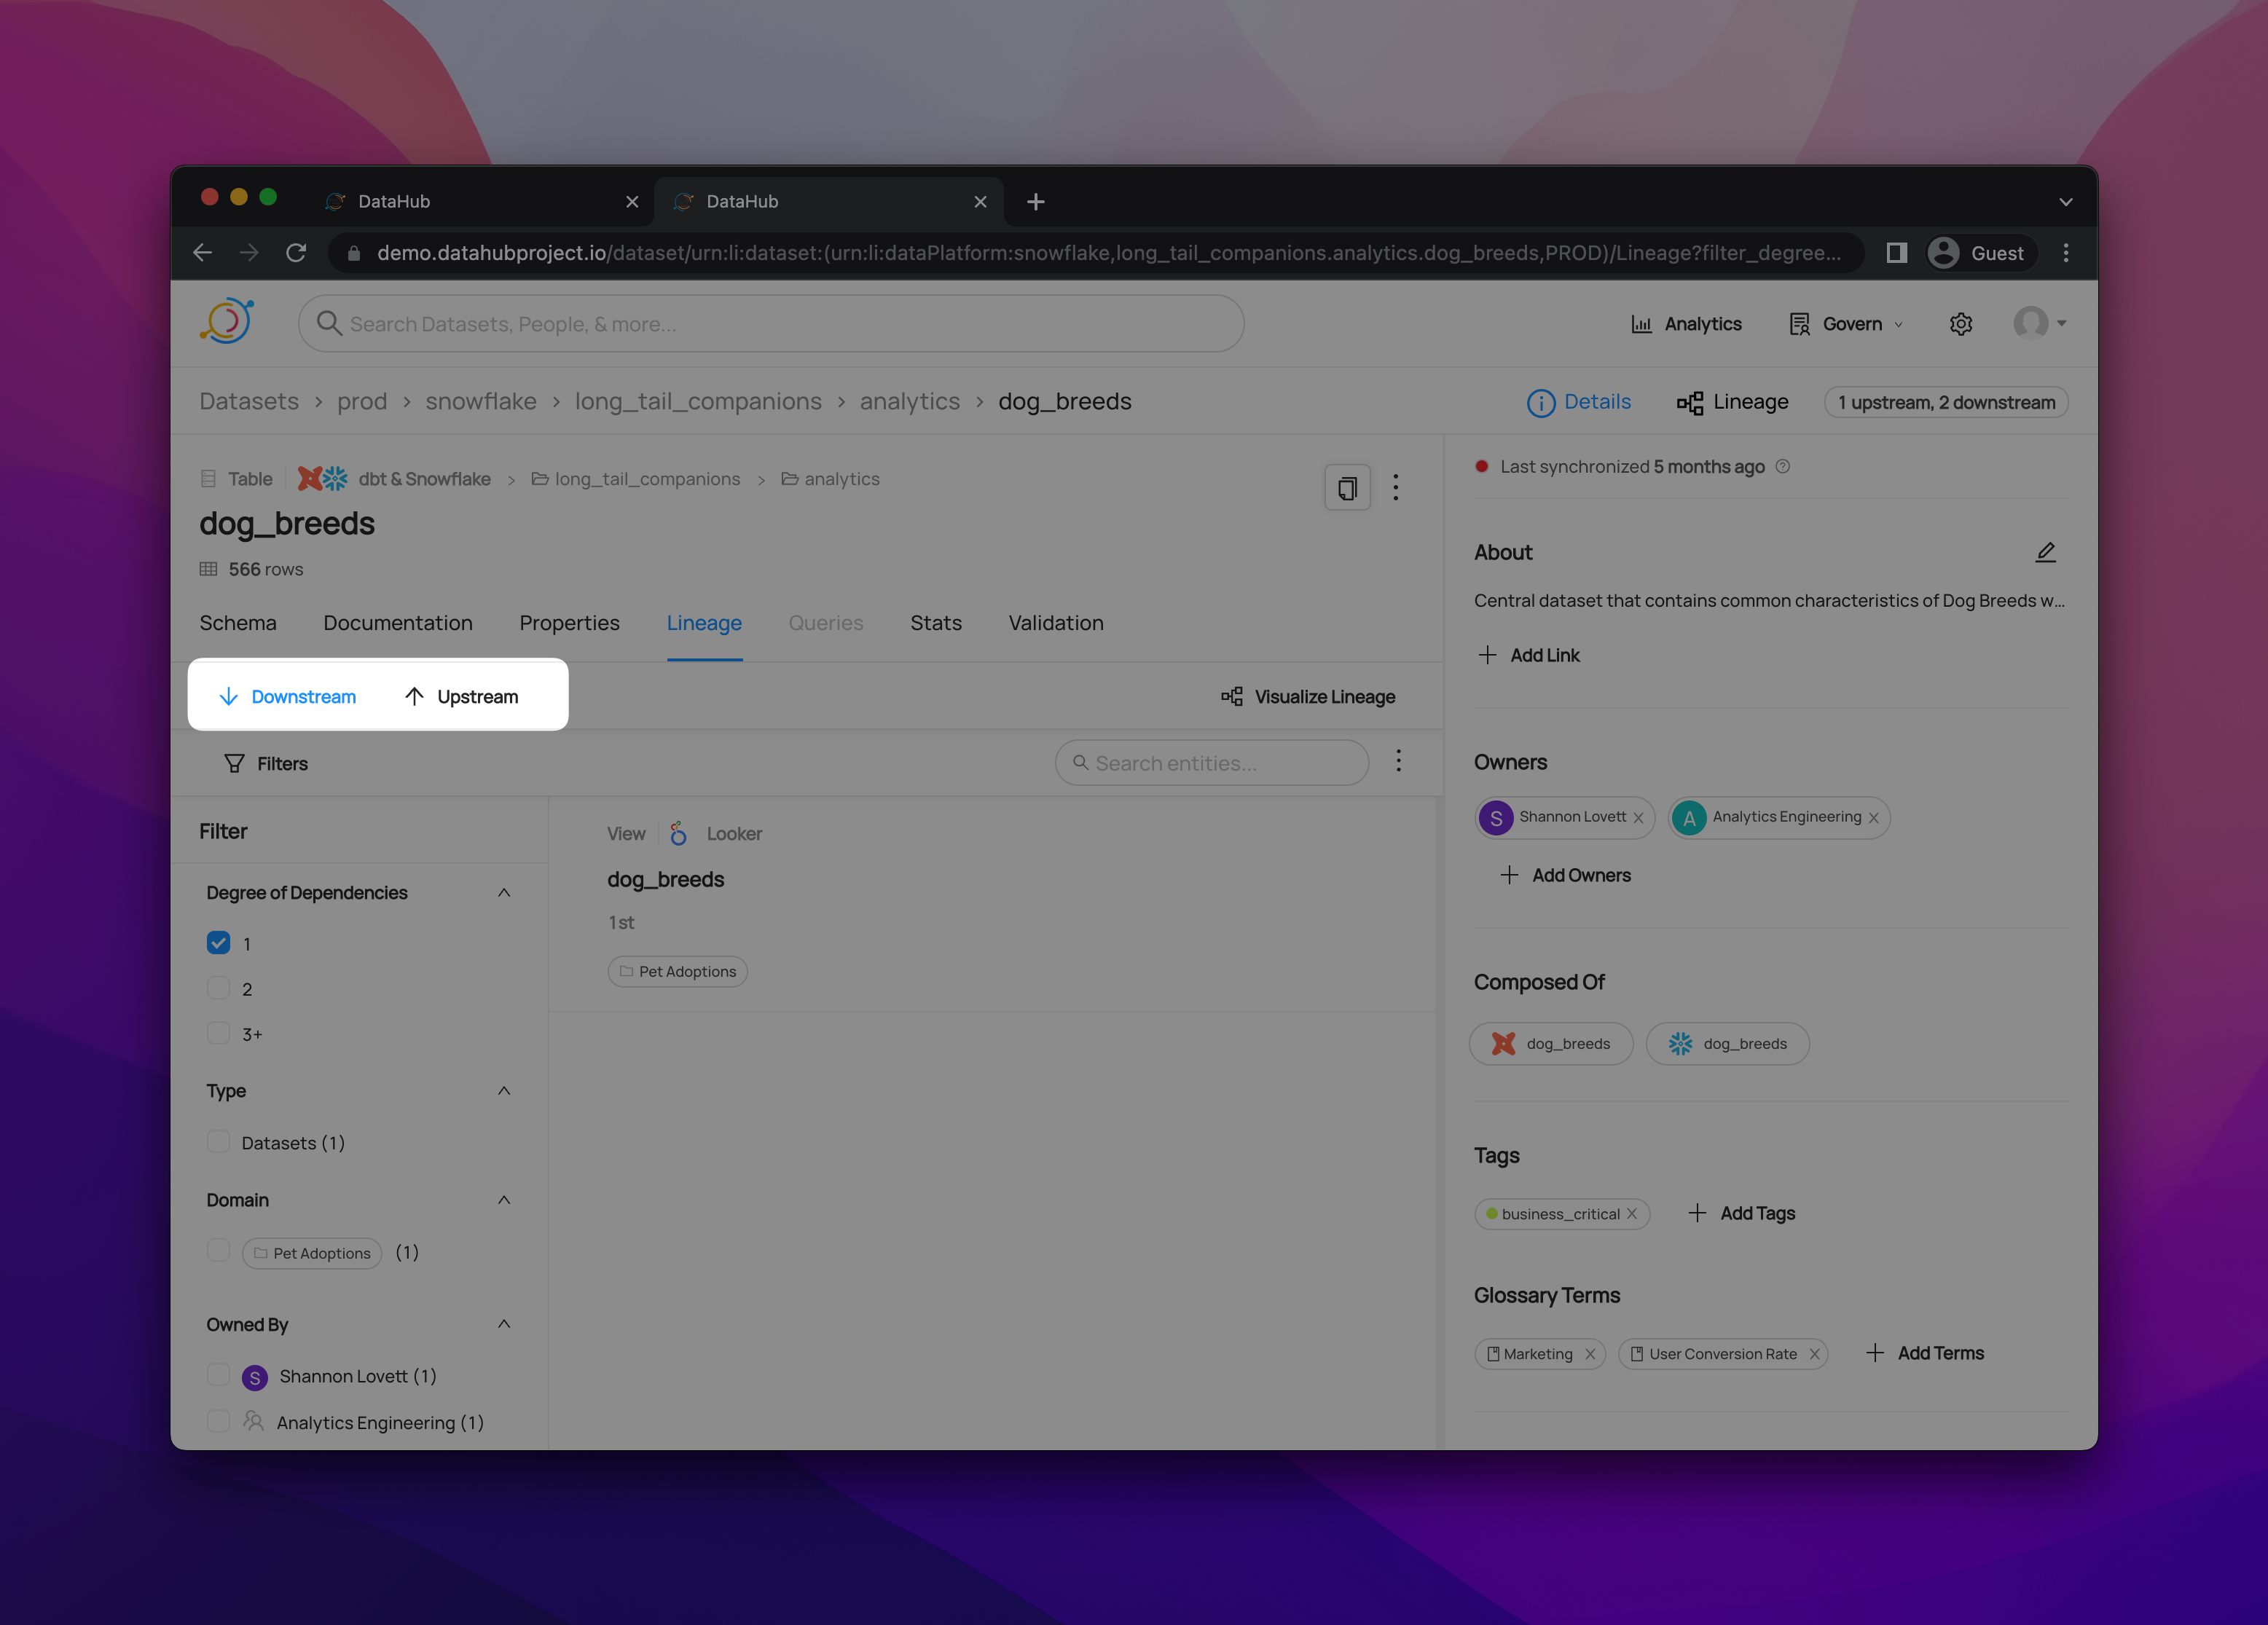 DataHub
DataHub
demo.datahubproject.io/dataset/urn:li:dataset:(urn:li:dataPlatform:snowflake,long_tail_companions.analytics.dog_breeds,PROD)/Lineage?filter_degree...
Guest
Search Datasets, People, & more...
Analytics
Govern
Datasets > prod > snowflake > long_tail_companions > analytics > dog_breeds
Details
Lineage
1 upstream, 2 downstream
Table
dbt & Snowflake > long_tail_companions > analytics
dog_breeds
566 rows
Schema
Documentation
Properties
Lineage
Queries
Stats
Validation
Downstream
Upstream
Visualize Lineage
Filters
Search entities...
Filter
Degree of Dependencies
1
2
3+
Type
Datasets (1)
Domain
Pet Adoptions (1)
Owned By
S Shannon Lovett (1)
Analytics Engineering (1)
View
Looker
dog_breeds
1st
Pet Adoptions
Last synchronized 5 months ago
About
Central dataset that contains common characteristics of Dog Breeds w...
Add Link
Owners
S Shannon Lovett
A Analytics Engineering
Add Owners
Composed Of
dog_breeds
dog_breeds
Tags
business_critical
Add Tags
Glossary Terms
Marketing
User Conversion Rate
Add Terms